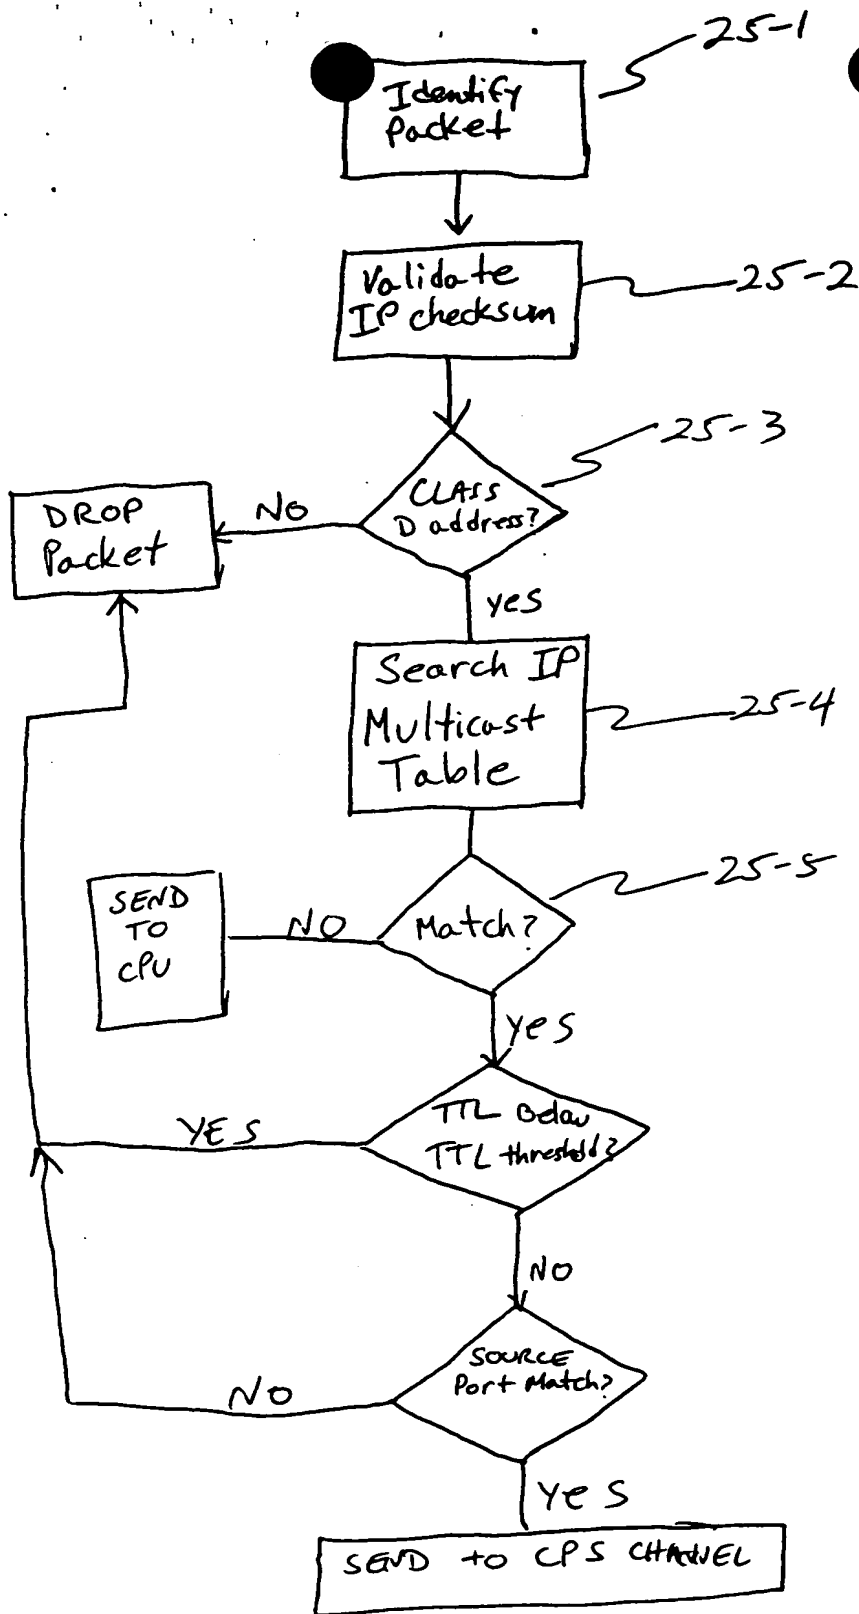 25-1
Identify
Packet
Validate
IP checksum
25-2
25-3
CLASS
D address?
NO
DROP
Packet
yes
Search IP
Multicast
Table
25-4
25-5
Match?
NO
SEND
TO
CPU
yes
TTL Below
TTL threshold?
YES
NO
SOURCE
Port Match?
NO
yes
SEND to CPS CHANNEL